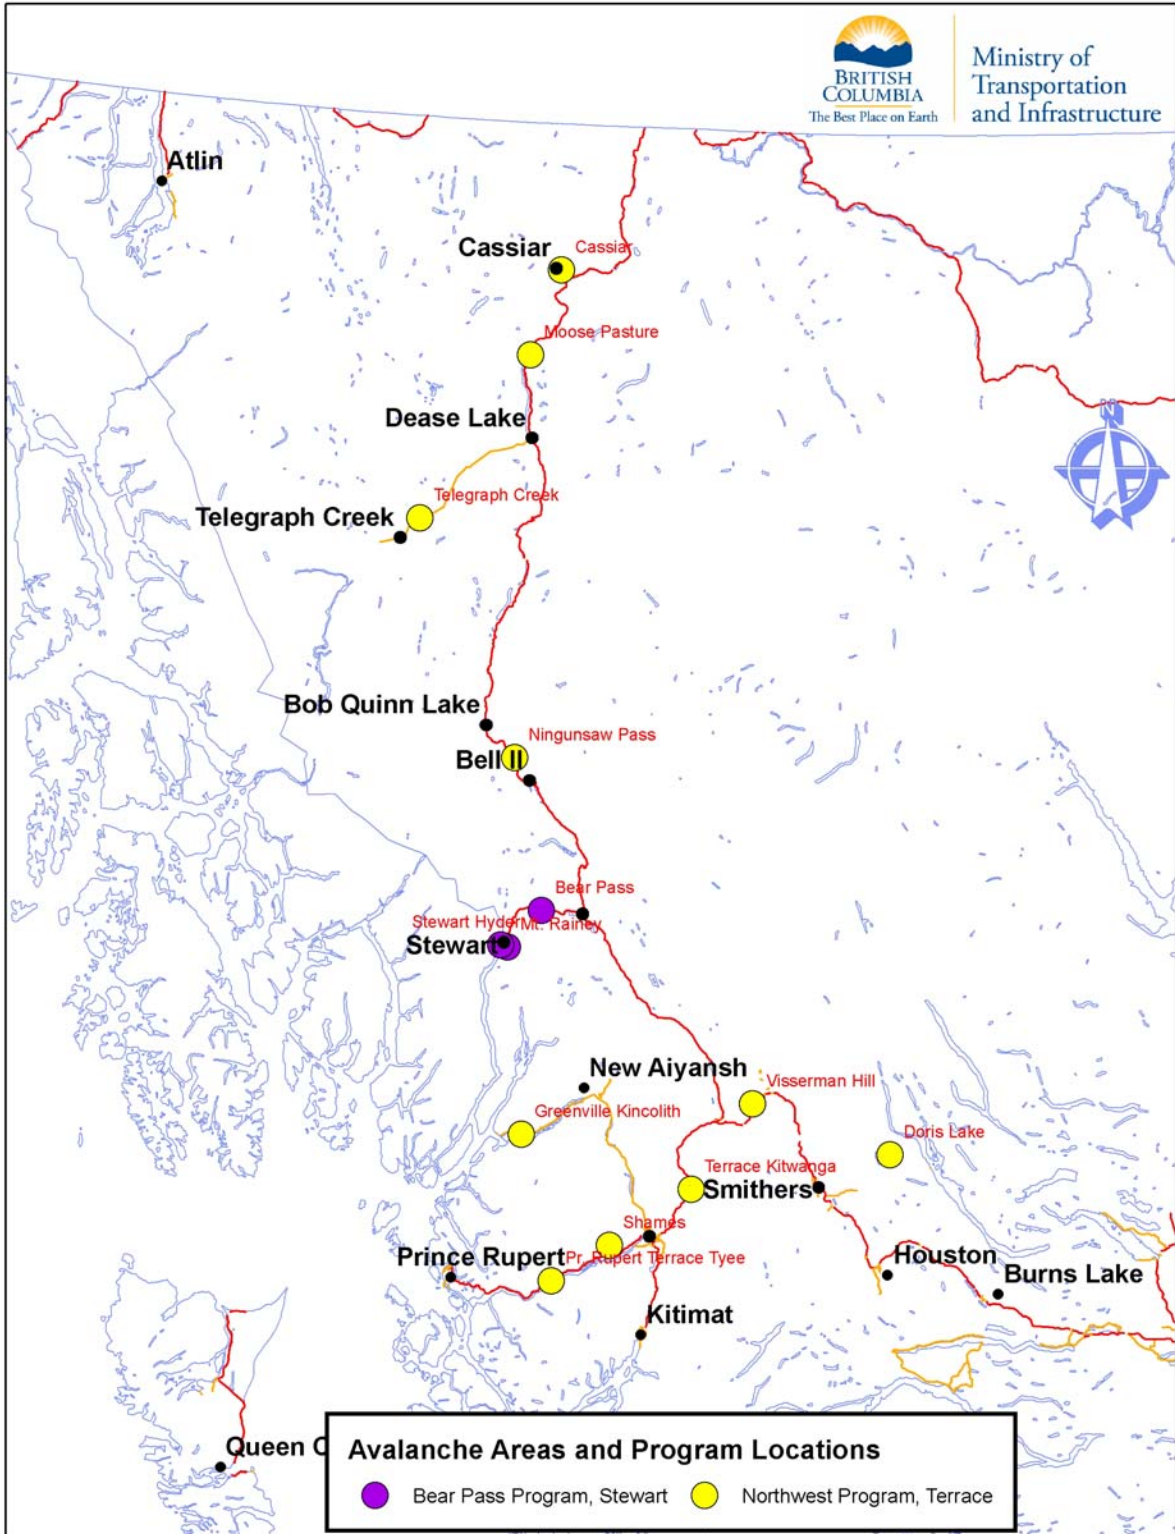 BRITISH
COLUMBIA
The Best Place on Earth
Ministry of
Transportation
and Infrastructure
Atlin
Cassiar
Cassiar
Moose Pasture
N
Dease Lake
Telegraph Creek
Telegraph Creek
Bob Quinn Lake
Ningunsaw Pass
Bell II
Bear Pass
Stewart Hyder
Mt. Rainey
Stewart
New Aiyansh
Visserman Hill
Greenville Kincolith
Doris Lake
Terrace Kitwanga
Smithers
Shames
Prince Rupert
Pr. Rupert Terrace Tyee
Houston
Burns Lake
Kitimat
Queen C
Avalanche Areas and Program Locations
Bear Pass Program, Stewart
Northwest Program, Terrace